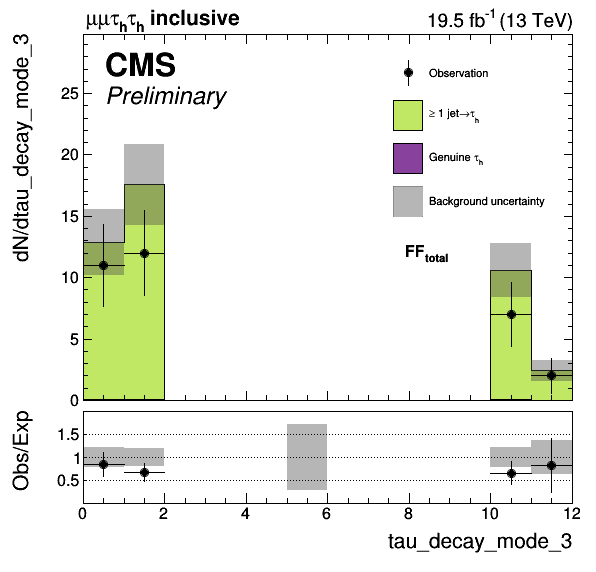 μμτhτh inclusive
19.5 fb-1 (13 TeV)
dN/dtau_decay_mode_3
CMS
Preliminary
Observation
≥ 1 jet→τh
Genuine τh
Background uncertainty
FFtotal
25
20
15
10
5
0
Obs/Exp
1.5
1
0.5
0 2 4 6 8 10 12
tau_decay_mode_3